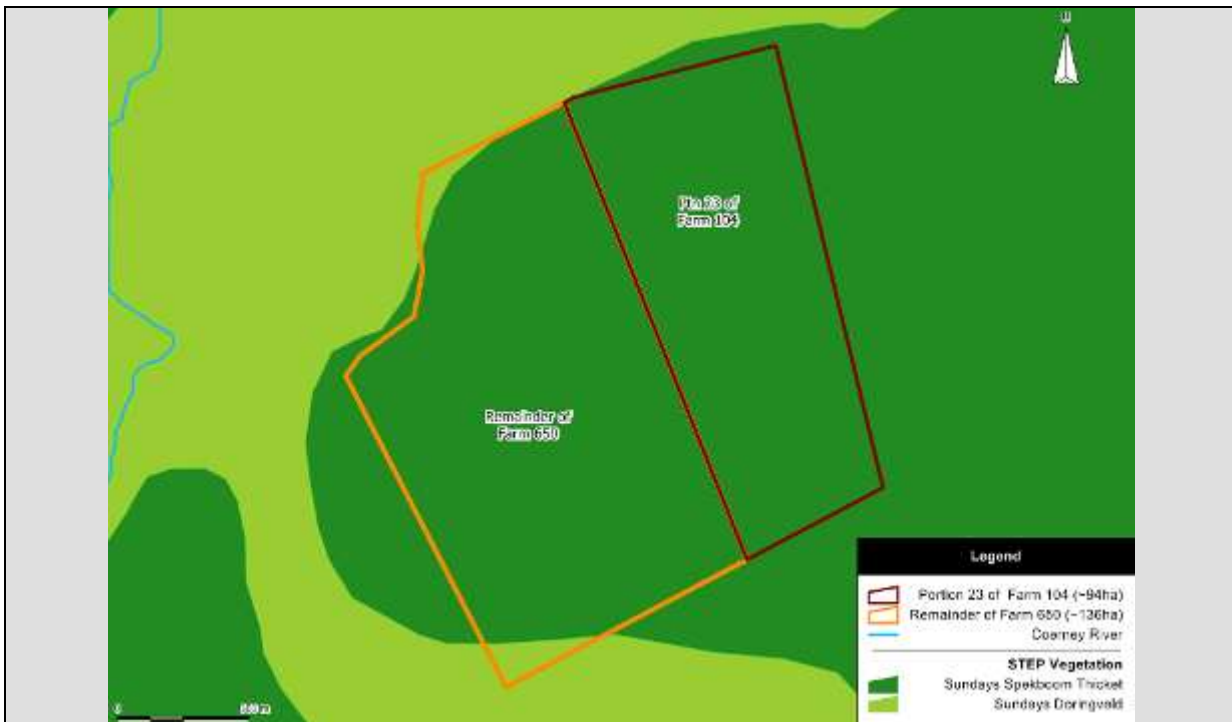 Ptn 23 of
Farm 104
Remainder of
Farm 650
Legend
Portion 23 of Farm 104 (~94ha)
Remainder of Farm 650 (~136ha)
Coerney River
STEP Vegetation
Sundays Spekboom Thicket
Sundays Doringveld
0